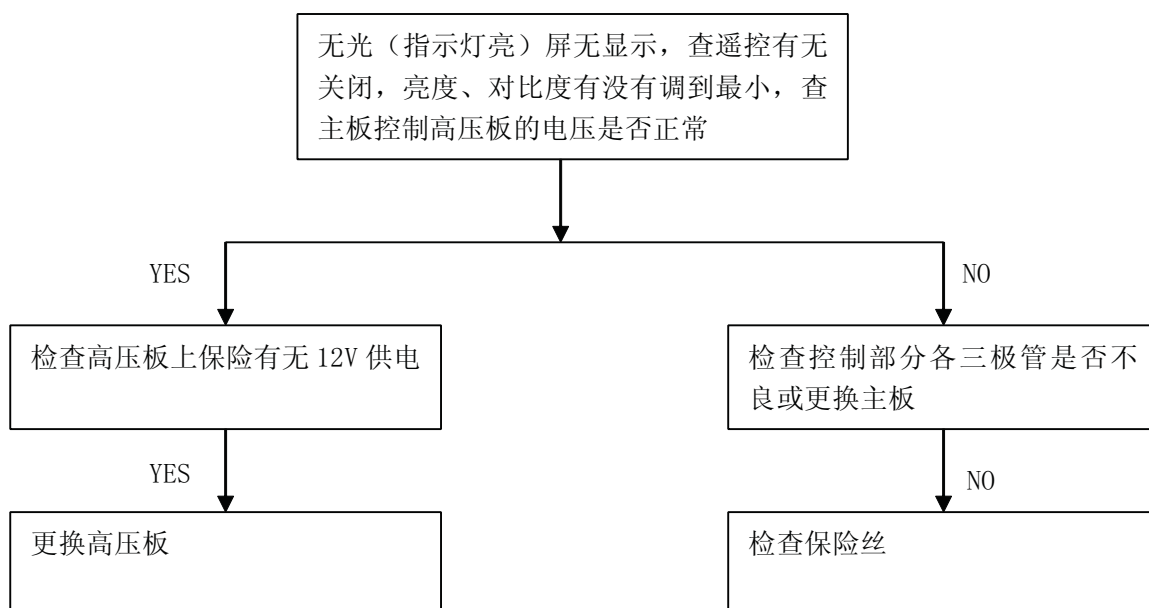 无光（指示灯亮）屏无显示，查遥控有无
关闭，亮度、对比度有没有调到最小，查
主板控制高压板的电压是否正常
YES
NO
检查高压板上保险有无 12V 供电
检查控制部分各三极管是否不
良或更换主板
YES
NO
更换高压板
检查保险丝